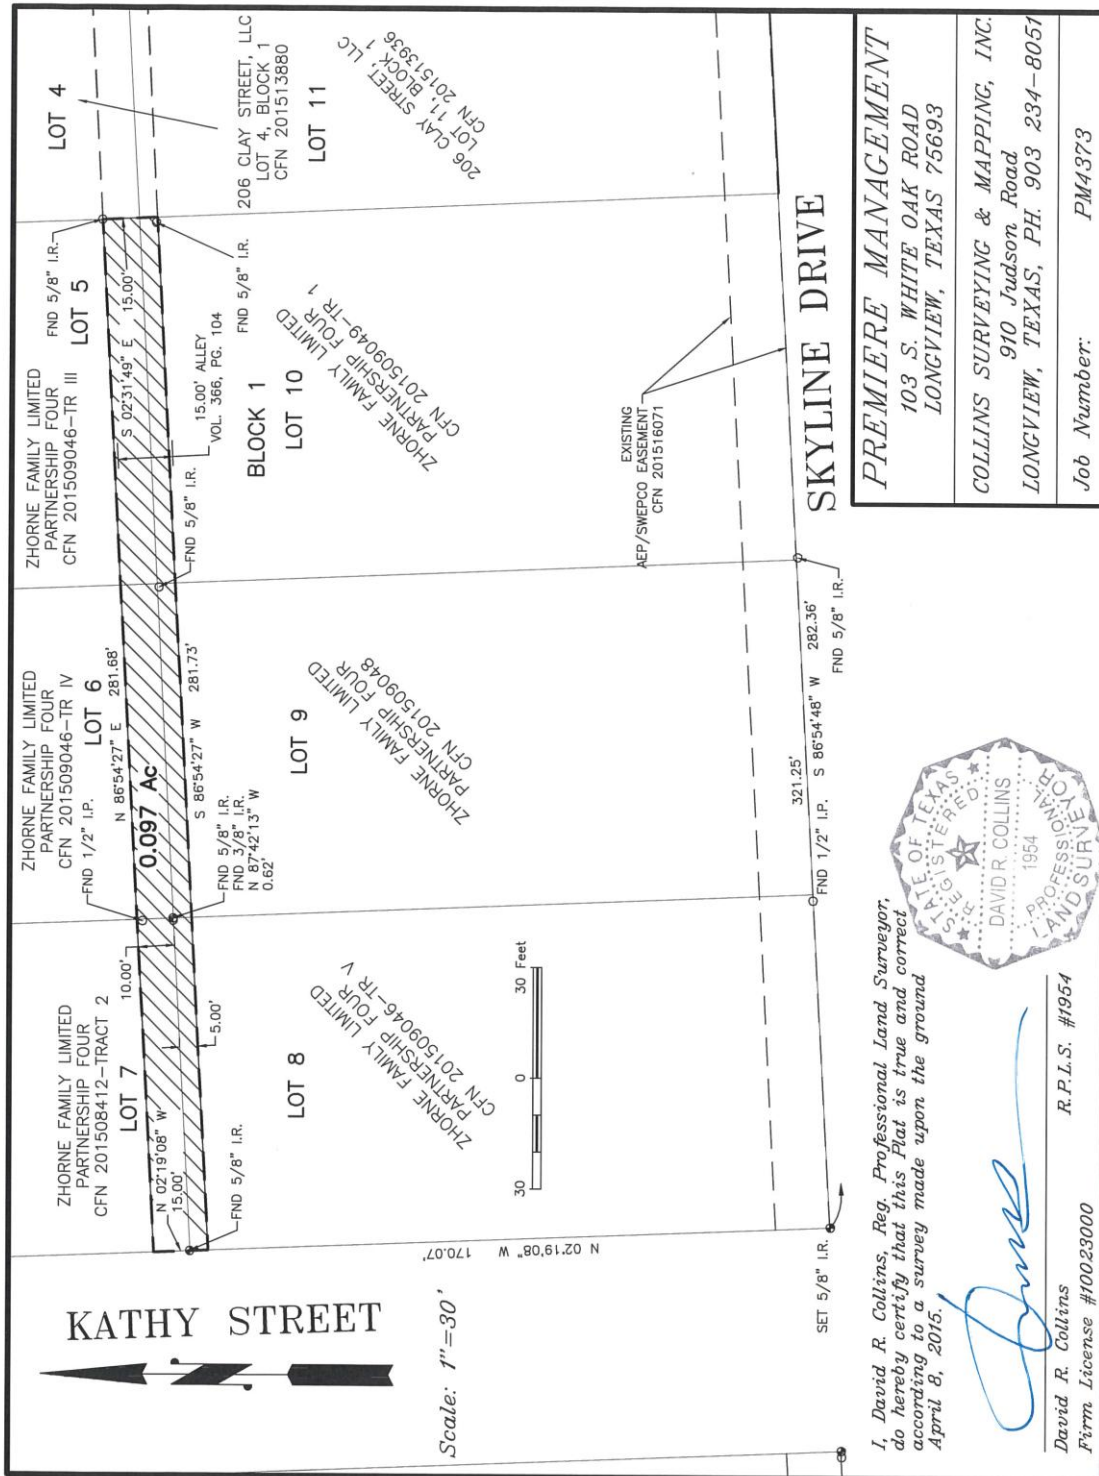 ZHORNE FAMILY LIMITED
PARTNERSHIP FOUR
CFN 201508412-TRACT 2
LOT 7
10.00'
N 02°19'08" W
15.00'
5.00'
FND 5/8" I.R.
ZHORNE FAMILY LIMITED
PARTNERSHIP FOUR
CFN 201509046-TR IV
FND 1/2" I.P.
LOT 6
N 86°54'27" E 281.68'
0.097 Ac
S 86°54'27" W 281.73'
FND 5/8" I.R.
FND 3/8" I.R.
N 87°42'13" W
0.62'
ZHORNE FAMILY LIMITED
PARTNERSHIP FOUR
CFN 201509046-TR III
FND 5/8" I.R.
LOT 5
S 02°31'49" E 15.00'
15.00' ALLEY
VOL. 366, PG. 104
FND 5/8" I.R.
FND 5/8" I.R.
LOT 4
206 CLAY STREET, LLC
LOT 4, BLOCK 1
CFN 201513880
LOT 11
206 CLAY STREET, LLC
LOT 11, BLOCK 1
CFN 201513936
BLOCK 1
LOT 10
ZHORNE FAMILY LIMITED
PARTNERSHIP FOUR
CFN 201509049-TR 1
LOT 9
ZHORNE FAMILY LIMITED
PARTNERSHIP FOUR
CFN 201509048
LOT 8
ZHORNE FAMILY LIMITED
PARTNERSHIP FOUR
CFN 201509046-TR V
KATHY STREET
Scale: 1"=30'
N 02°19'08" W 170.07'
30 0 30 Feet
EXISTING
AEP/SWEPCO EASEMENT
CFN 201516071
SET 5/8" I.R.
FND 1/2" I.P.
321.25'
S 86°54'48" W 282.36'
FND 5/8" I.R.
SKYLINE DRIVE
I, David R. Collins, Reg. Professional Land Surveyor,
do hereby certify that this Plat is true and correct
according to a survey made upon the ground
April 8, 2015.
David R. Collins R.P.L.S. #1954
Firm License #10023000
STATE OF TEXAS
REGISTERED
DAVID R. COLLINS
1954
PROFESSIONAL
LAND SURVEYOR
PREMIERE MANAGEMENT
103 S. WHITE OAK ROAD
LONGVIEW, TEXAS 75693
COLLINS SURVEYING & MAPPING, INC.
910 Judson Road
LONGVIEW, TEXAS, PH. 903 234-8051
Job Number: PM4373